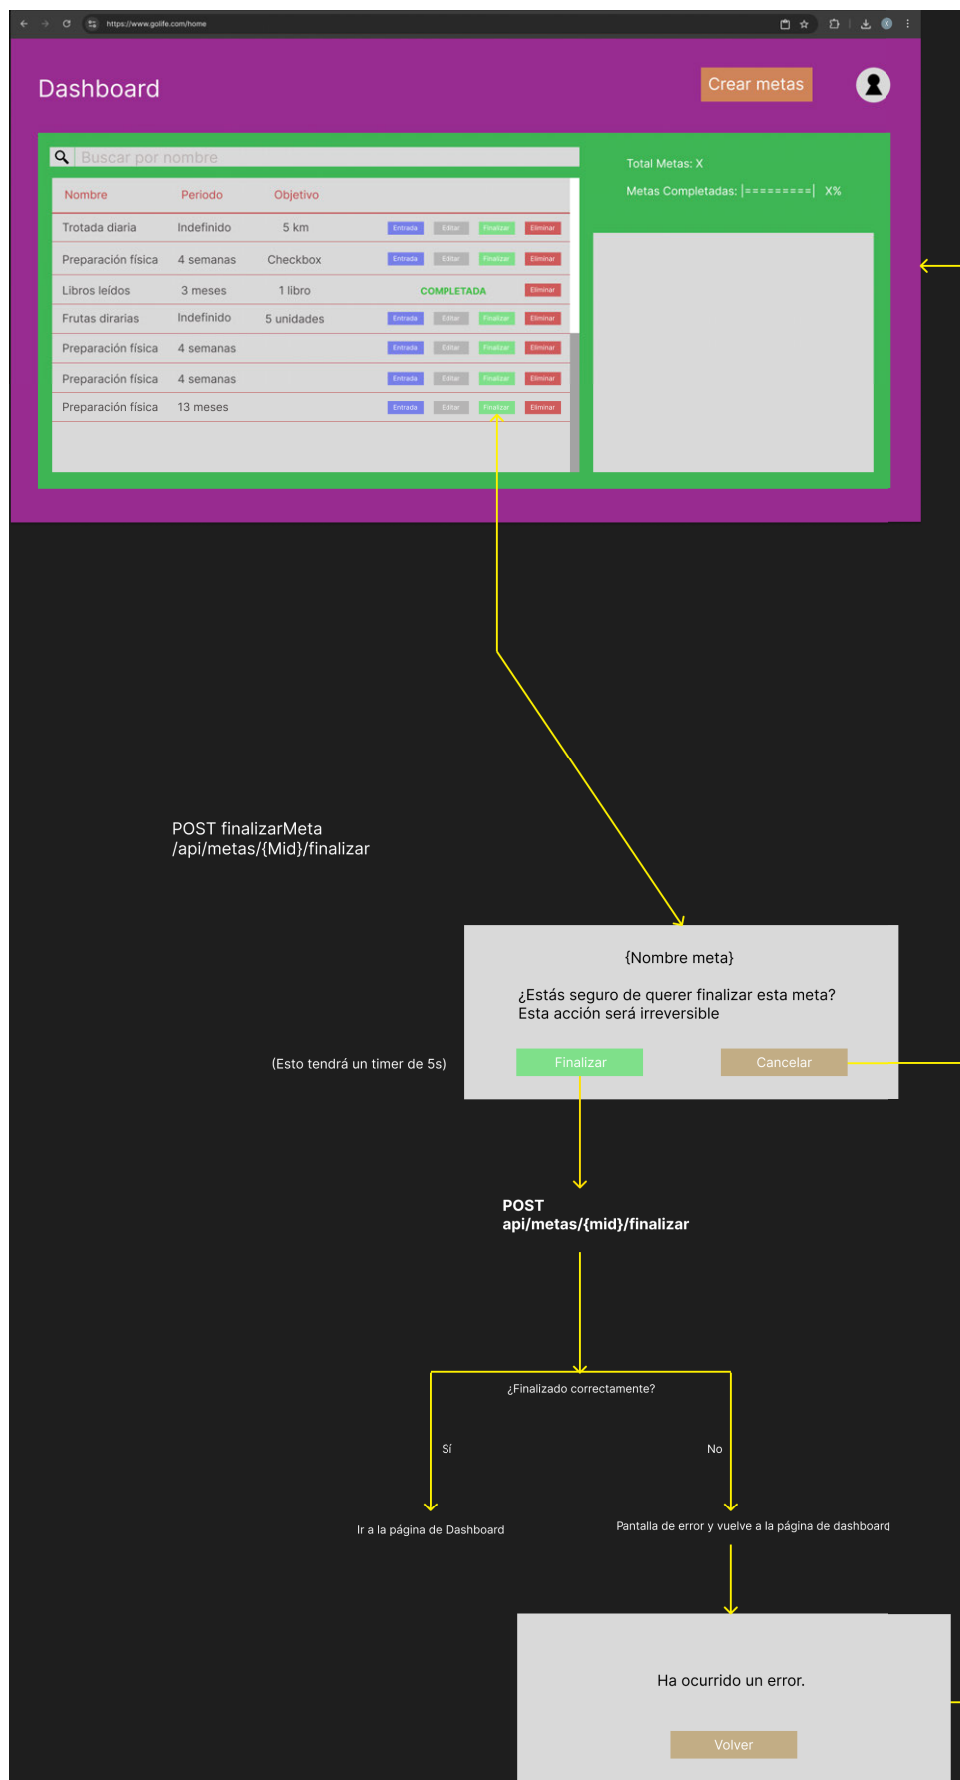 https://www.golife.com/home
Dashboard
Crear metas
Buscar por nombre
Total Metas: X
Metas Completadas: |=========| X%
Nombre Periodo Objetivo
Trotada diaria Indefinido 5 km Entrada Editar Finalizar Eliminar
Preparación física 4 semanas Checkbox Entrada Editar Finalizar Eliminar
Libros leídos 3 meses 1 libro COMPLETADA Eliminar
Frutas dirarias Indefinido 5 unidades Entrada Editar Finalizar Eliminar
Preparación física 4 semanas Entrada Editar Finalizar Eliminar
Preparación física 4 semanas Entrada Editar Finalizar Eliminar
Preparación física 13 meses Entrada Editar Finalizar Eliminar
POST finalizarMeta
/api/metas/{Mid}/finalizar
{Nombre meta}
¿Estás seguro de querer finalizar esta meta?
Esta acción será irreversible
(Esto tendrá un timer de 5s)
Finalizar Cancelar
POST
api/metas/{mid}/finalizar
¿Finalizado correctamente?
Sí No
Ir a la página de Dashboard
Pantalla de error y vuelve a la página de dashboard
Ha ocurrido un error.
Volver